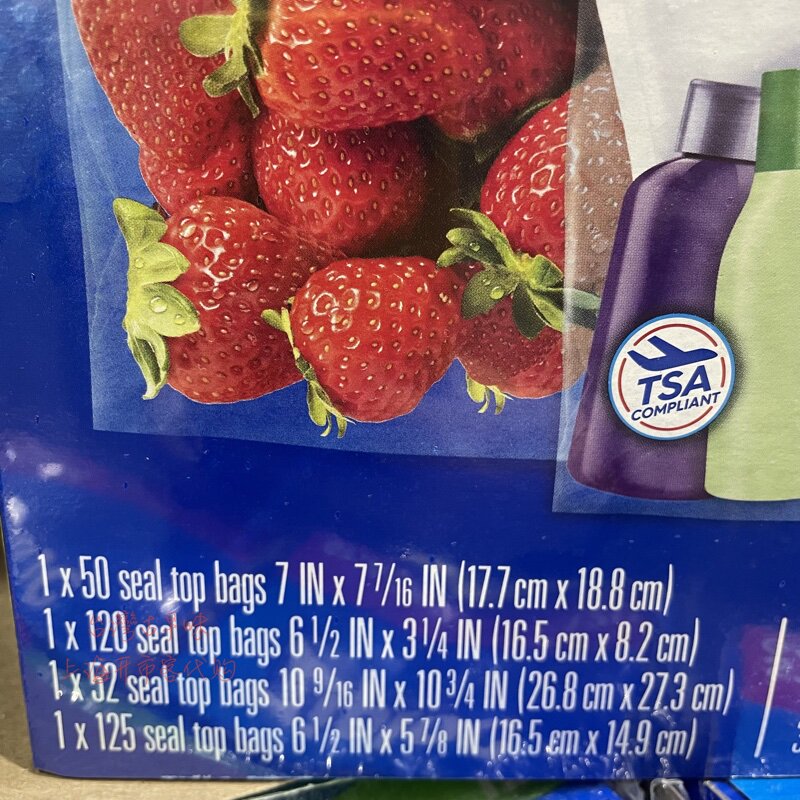 TSA
COMPLIANT
1 x 50 seal top bags 7 IN x 7 7/16 IN (17.7 cm x 18.8 cm)
1 x 120 seal top bags 6 1/2 IN x 3 1/4 IN (16.5 cm x 8.2 cm)
1 x 52 seal top bags 10 9/16 IN x 10 3/4 IN (26.8 cm x 27.3 cm)
1 x 125 seal top bags 6 1/2 IN x 5 7/8 IN (16.5 cm x 14.9 cm)